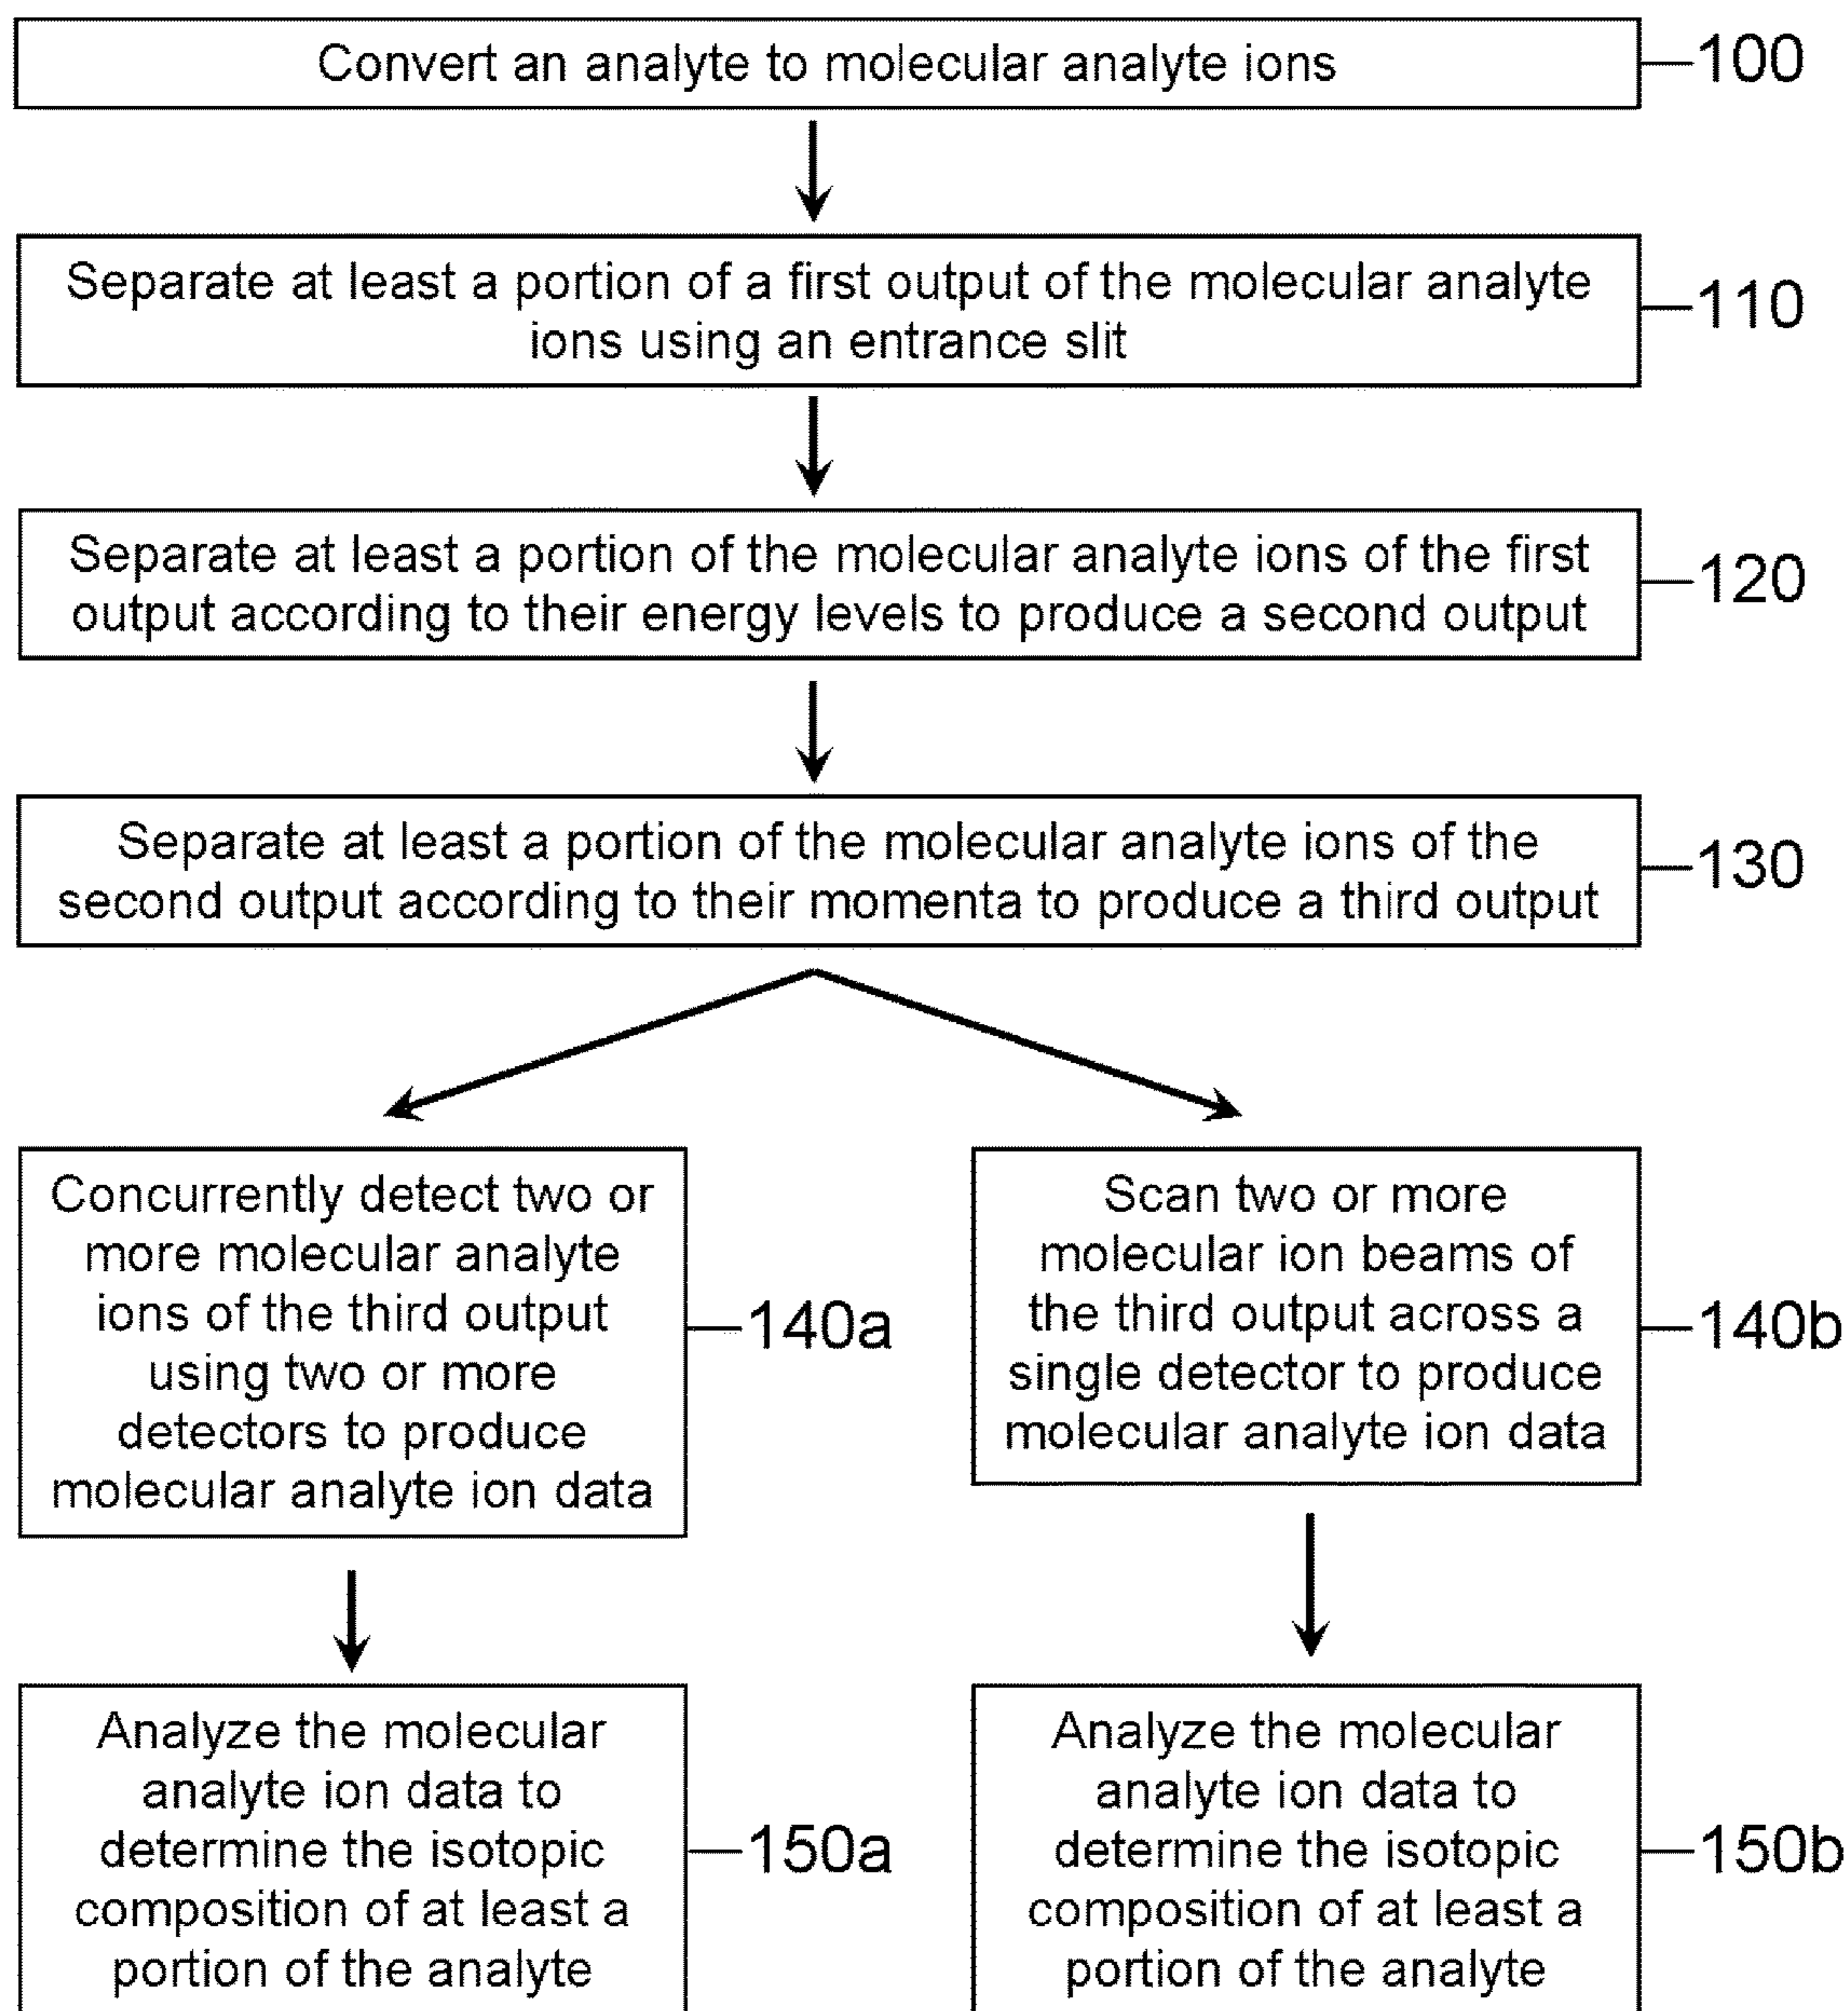 Convert an analyte to molecular analyte ions
100
Separate at least a portion of a first output of the molecular analyte
ions using an entrance slit
110
Separate at least a portion of the molecular analyte ions of the first
output according to their energy levels to produce a second output
120
Separate at least a portion of the molecular analyte ions of the
second output according to their momenta to produce a third output
130
Concurrently detect two or
more molecular analyte
ions of the third output
using two or more
detectors to produce
molecular analyte ion data
140a
Scan two or more
molecular ion beams of
the third output across a
single detector to produce
molecular analyte ion data
140b
Analyze the molecular
analyte ion data to
determine the isotopic
composition of at least a
portion of the analyte
150a
Analyze the molecular
analyte ion data to
determine the isotopic
composition of at least a
portion of the analyte
150b